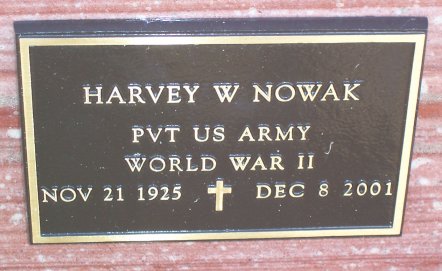 HARVEY W NOWAK
PVT US ARMY
WORLD WAR II
NOV 21 1925 DEC 8 2001